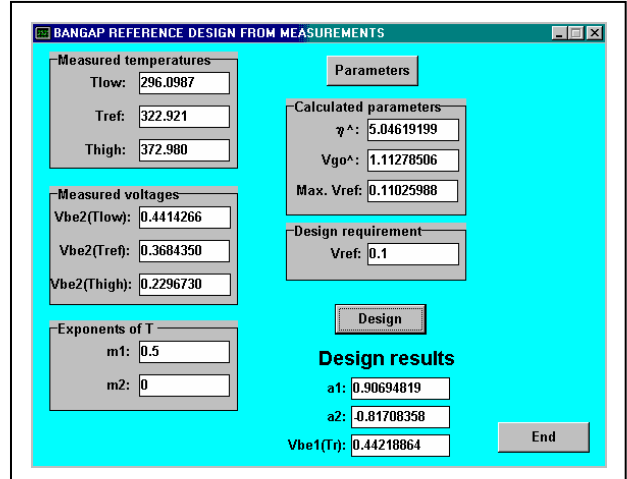 BANGAP REFERENCE DESIGN FROM MEASUREMENTS
Measured temperatures
Tlow: 296.0987
Tref: 322.921
Thigh: 372.980
Measured voltages
Vbe2(Tlow): 0.4414266
Vbe2(Tref): 0.3684350
Vbe2(Thigh): 0.2296730
Exponents of T
m1: 0.5
m2: 0
Parameters
Calculated parameters
η^: 5.04619199
Vgo^: 1.11278506
Max. Vref: 0.11025988
Design requirement
Vref: 0.1
Design
Design results
a1: 0.90694819
a2: -0.81708358
Vbe1(Tr): 0.44218864
End